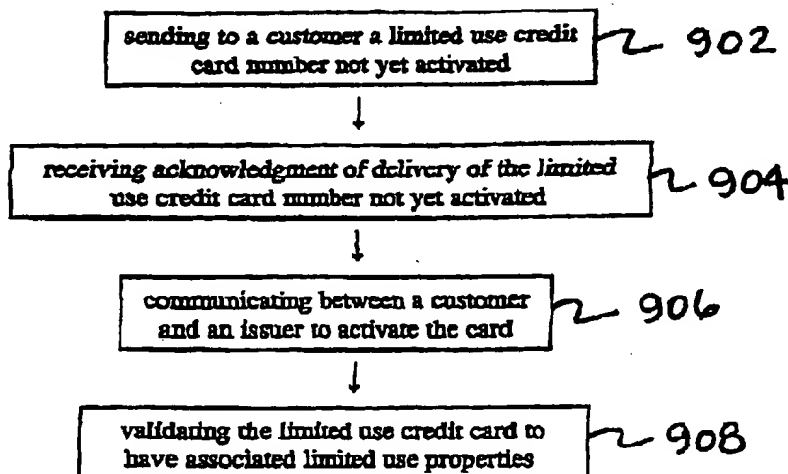 sending to a customer a limited use credit
card number not yet activated
902
receiving acknowledgment of delivery of the limited
use credit card number not yet activated
904
communicating between a customer
and an issuer to activate the card
906
validating the limited use credit card to
have associated limited use properties
908